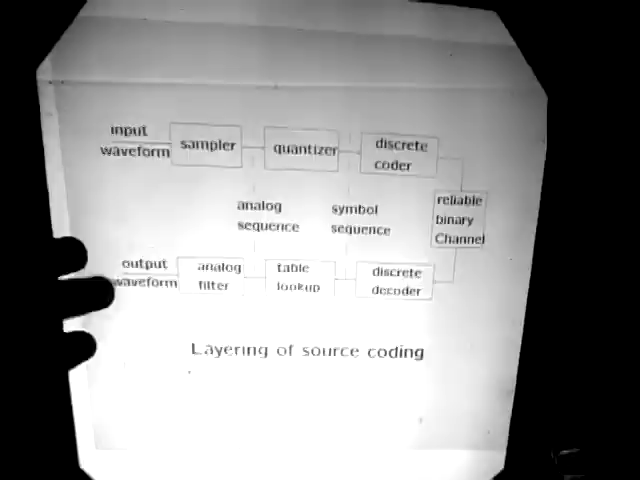 input
waveform
sampler
quantizer
discrete
coder
reliable
binary
Channel
analog
sequence
symbol
sequence
output
waveform
analog
filter
table
lookup
discrete
decoder
Layering of source coding